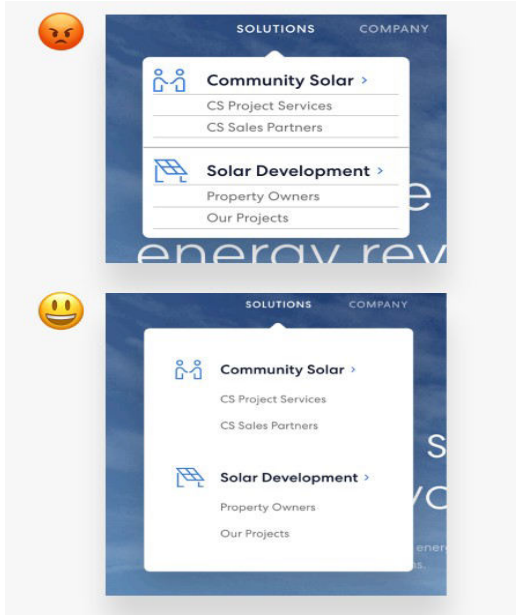 SOLUTIONS COMPANY
Community Solar >
CS Project Services
CS Sales Partners
Solar Development >
Property Owners
Our Projects
e
energy rev
SOLUTIONS COMPANY
Community Solar >
CS Project Services
CS Sales Partners
s
Solar Development >
Property Owners
Our Projects